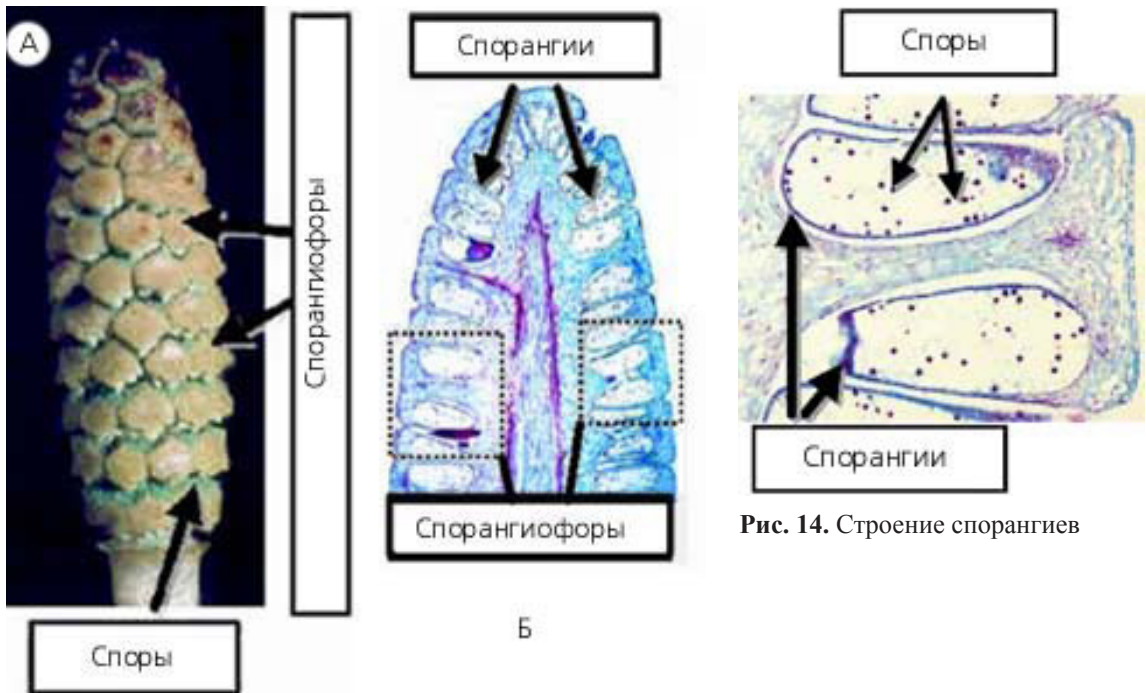 А
Спорангиофоры
Споры
Спорангии
Спорангиофоры
Б
Споры
Спорангии
Рис. 14. Строение спорангиев